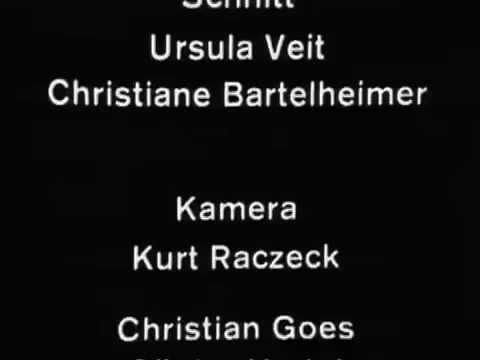 Schnitt
Ursula Veit
Christiane Bartelheimer
Kamera
Kurt Raczeck
Christian Goes